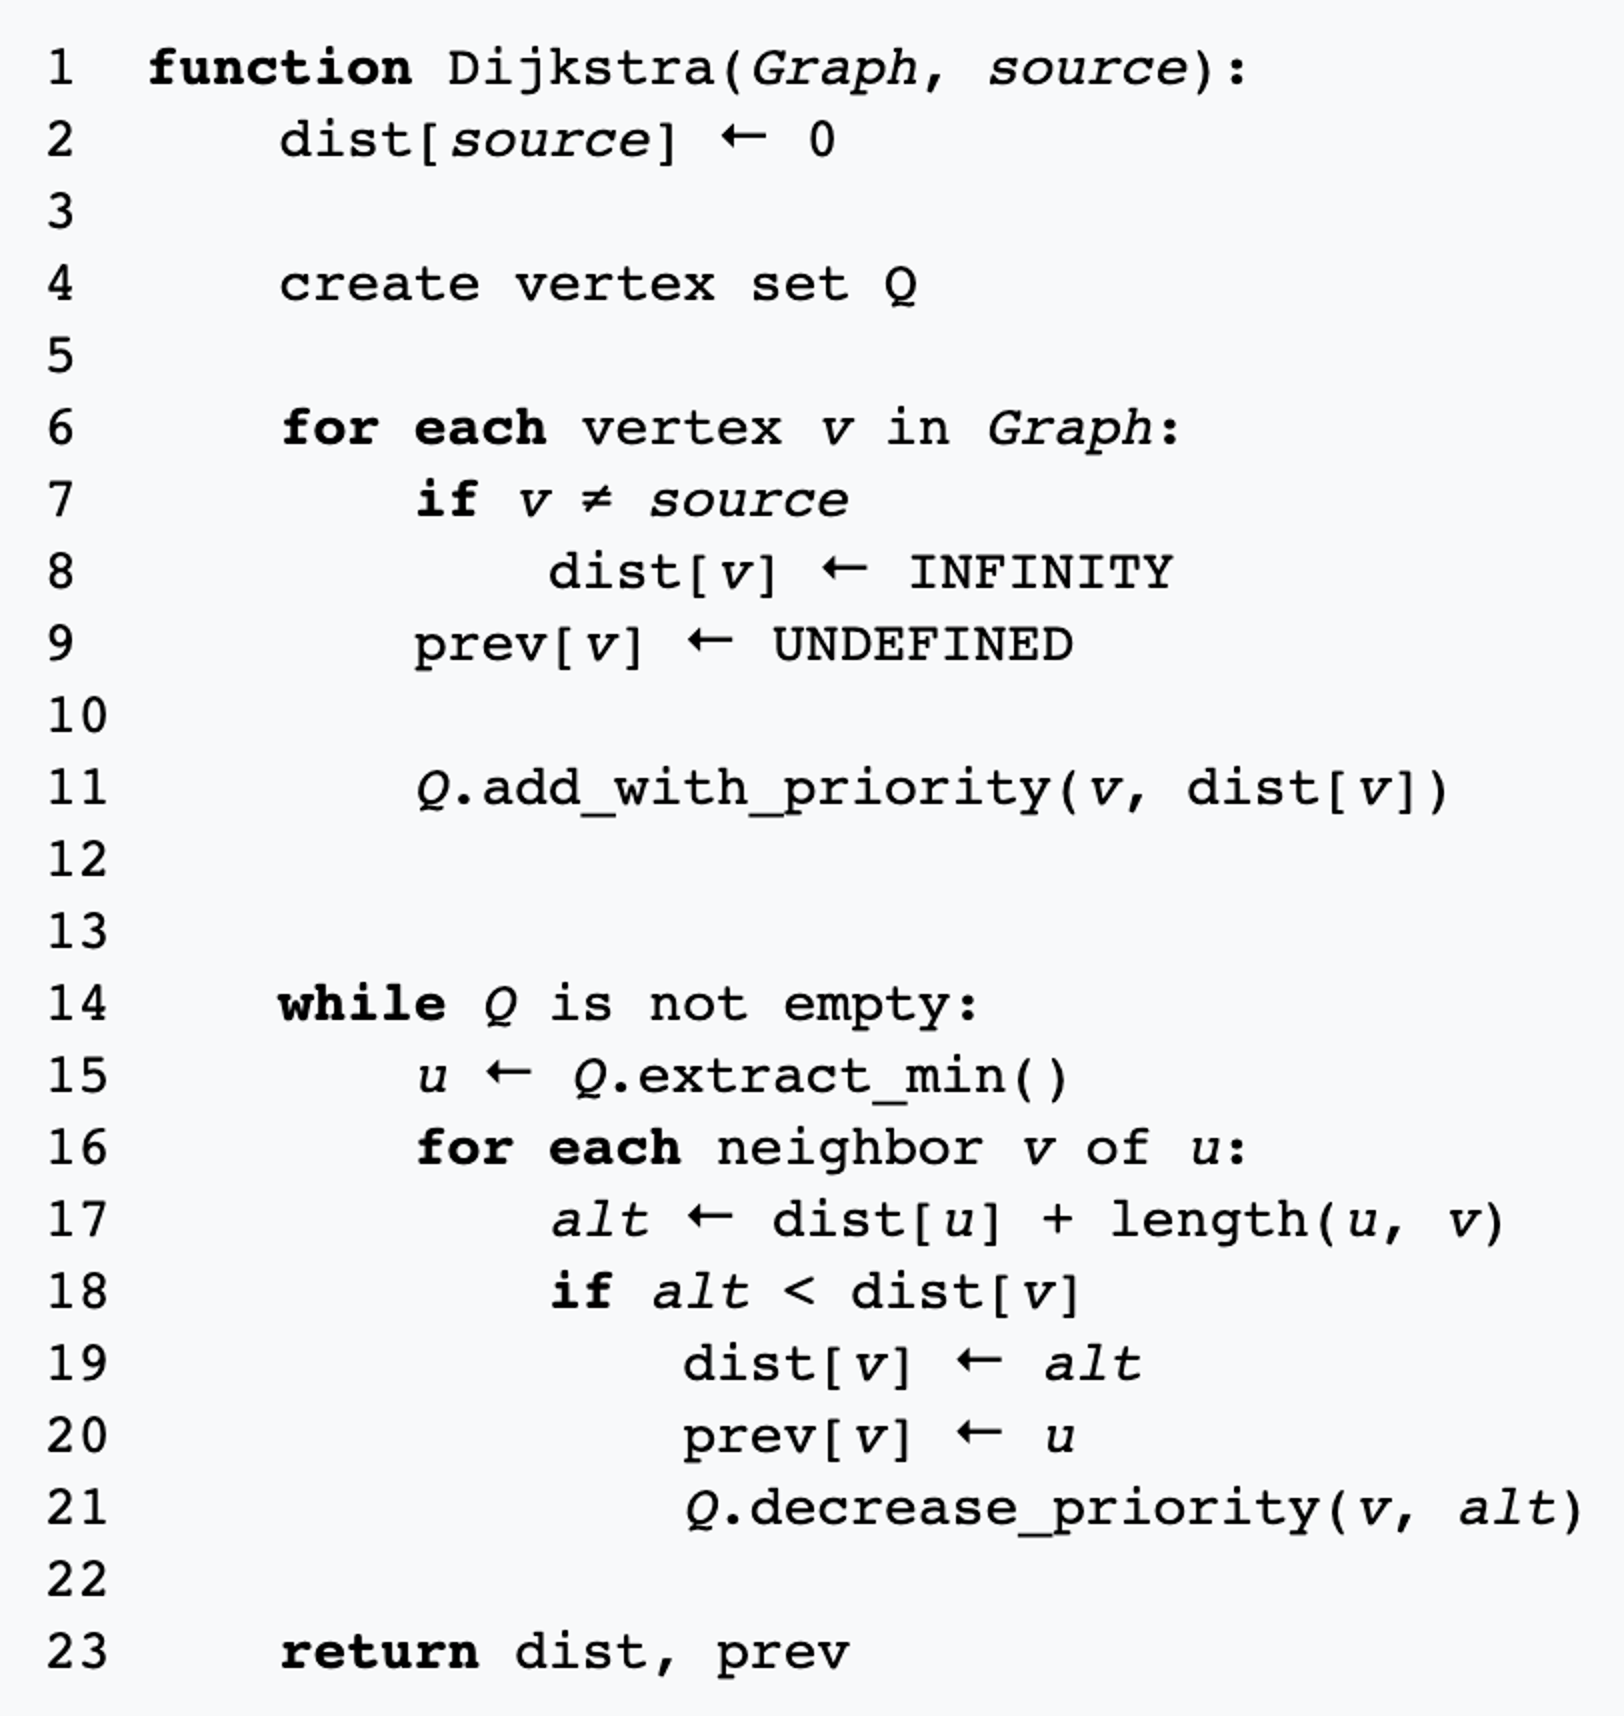 1 function Dijkstra(Graph, source):
2 dist[source] ← 0
3
4 create vertex set Q
5
6 for each vertex v in Graph:
7 if v ≠ source
8 dist[v] ← INFINITY
9 prev[v] ← UNDEFINED
10
11 Q.add_with_priority(v, dist[v])
12
13
14 while Q is not empty:
15 u ← Q.extract_min()
16 for each neighbor v of u:
17 alt ← dist[u] + length(u, v)
18 if alt < dist[v]
19 dist[v] ← alt
20 prev[v] ← u
21 Q.decrease_priority(v, alt)
22
23 return dist, prev